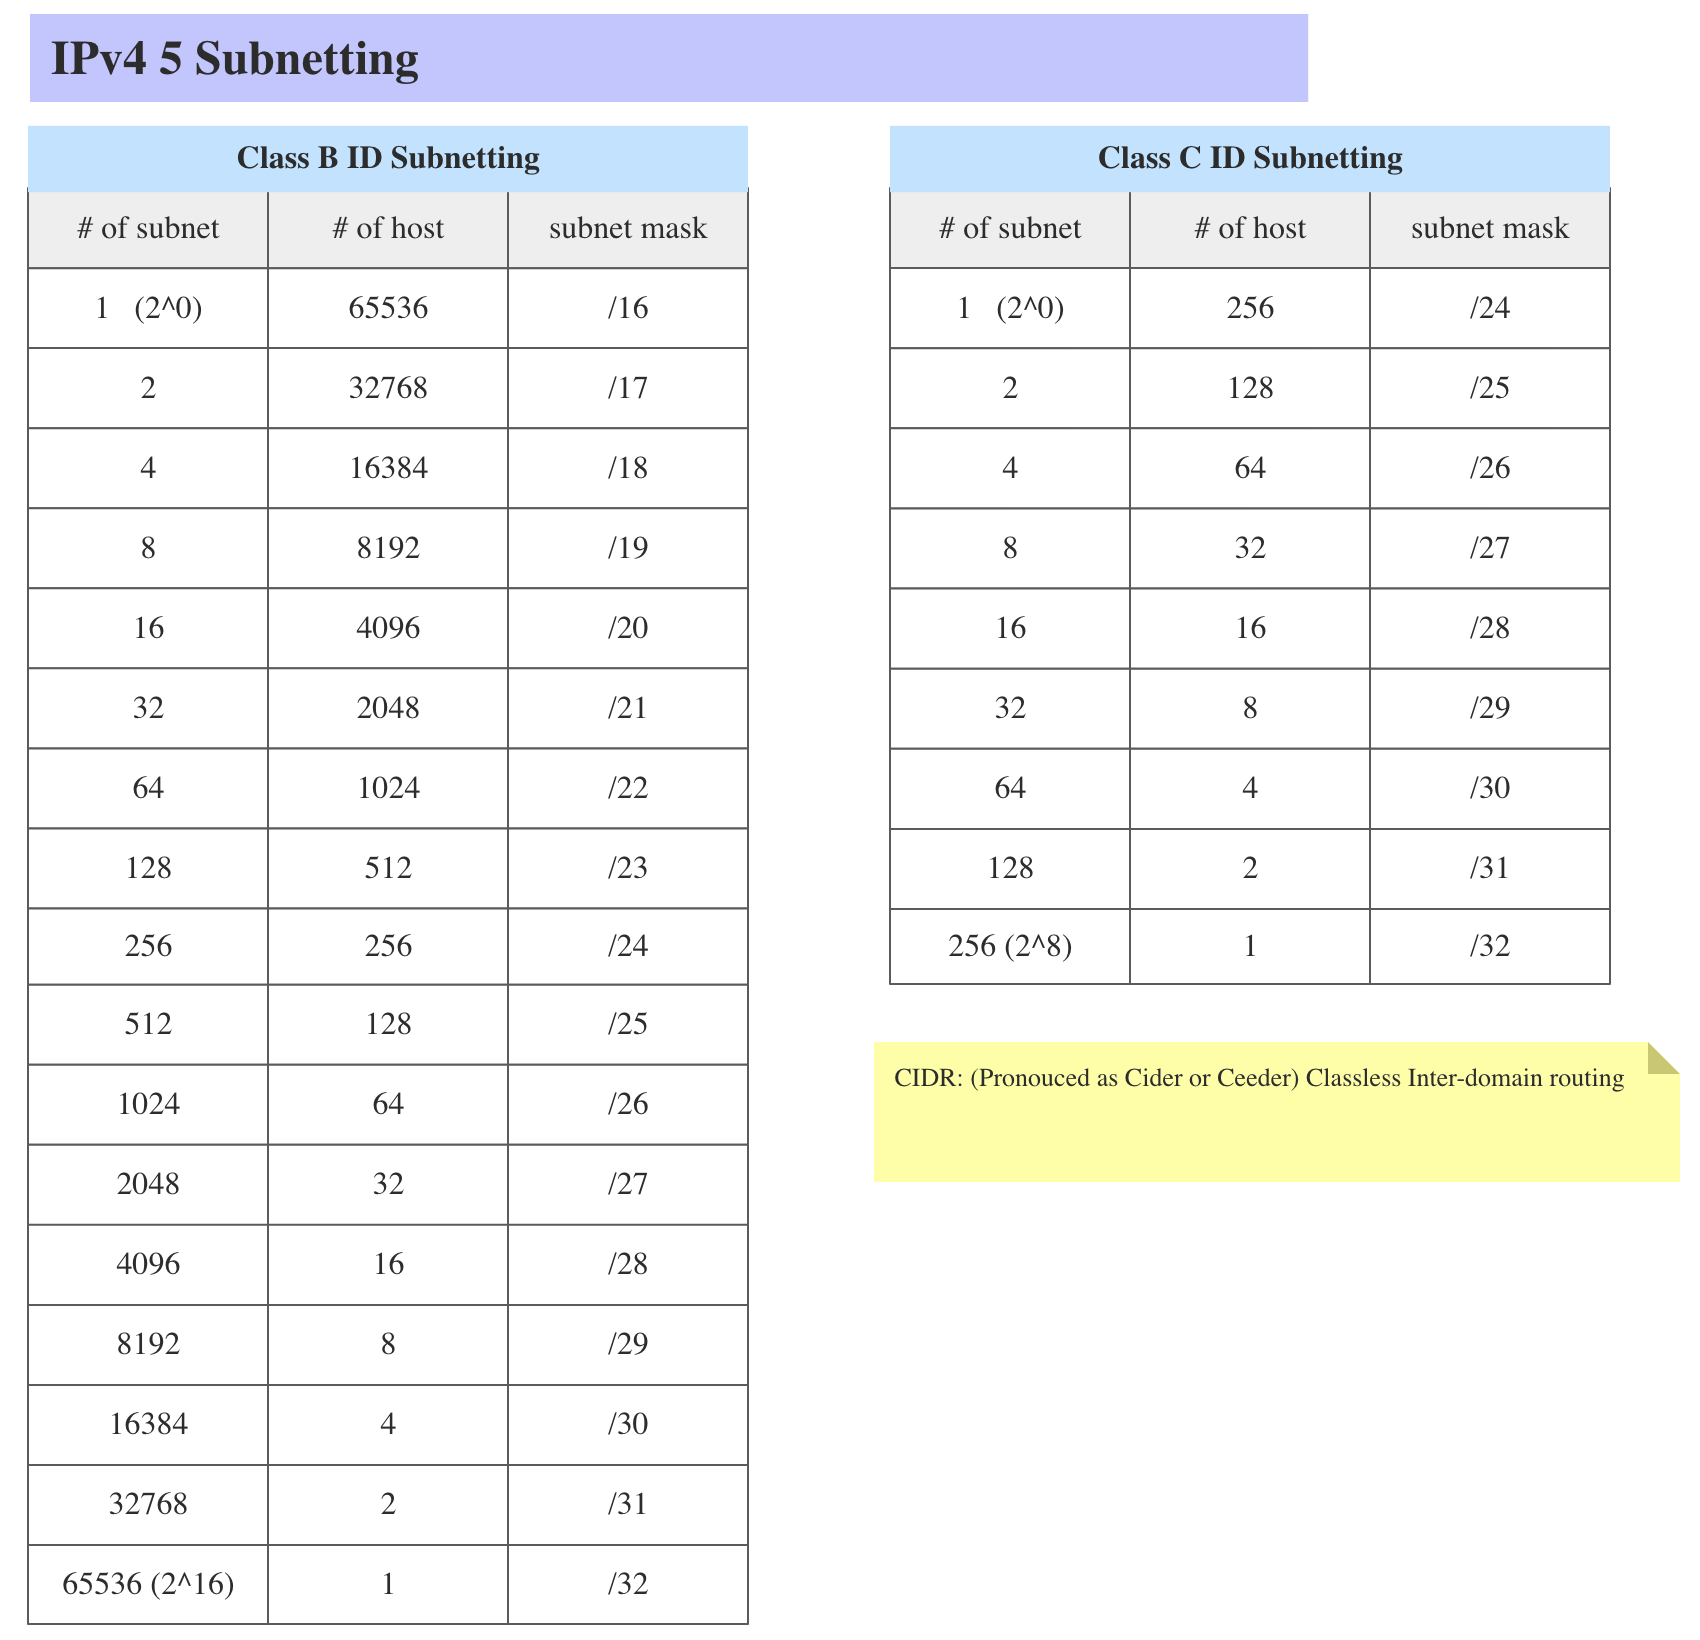 IPv4 5 Subnetting
Class B ID Subnetting
# of subnet # of host subnet mask
1 (2^0) 65536 /16
2 32768 /17
4 16384 /18
8 8192 /19
16 4096 /20
32 2048 /21
64 1024 /22
128 512 /23
256 256 /24
512 128 /25
1024 64 /26
2048 32 /27
4096 16 /28
8192 8 /29
16384 4 /30
32768 2 /31
65536 (2^16) 1 /32
Class C ID Subnetting
# of subnet # of host subnet mask
1 (2^0) 256 /24
2 128 /25
4 64 /26
8 32 /27
16 16 /28
32 8 /29
64 4 /30
128 2 /31
256 (2^8) 1 /32
CIDR: (Pronouced as Cider or Ceeder) Classless Inter-domain routing